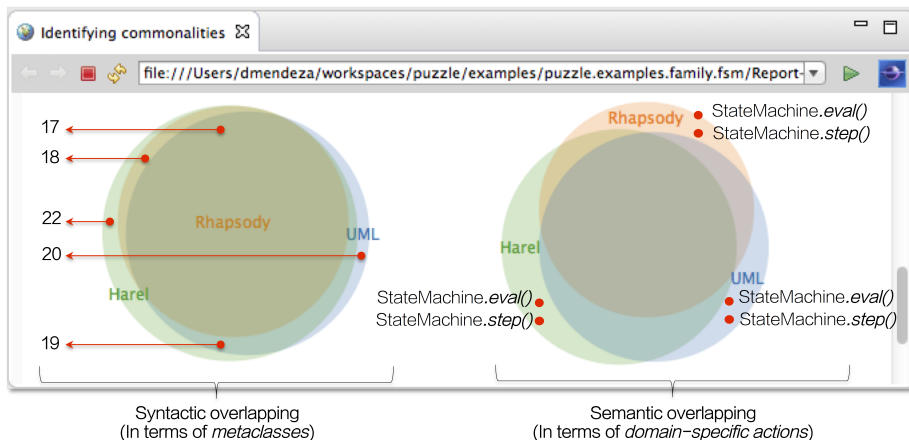 Identifying commonalities
file:///Users/dmendeza/workspaces/puzzle/examples/puzzle.examples.family.fsm/Report-
17
18
22
20
19
Rhapsody
UML
Harel
Rhapsody
StateMachine.eval()
StateMachine.step()
Harel
UML
StateMachine.eval()
StateMachine.step()
StateMachine.eval()
StateMachine.step()
Syntactic overlapping
(In terms of metaclasses)
Semantic overlapping
(In terms of domain-specific actions)